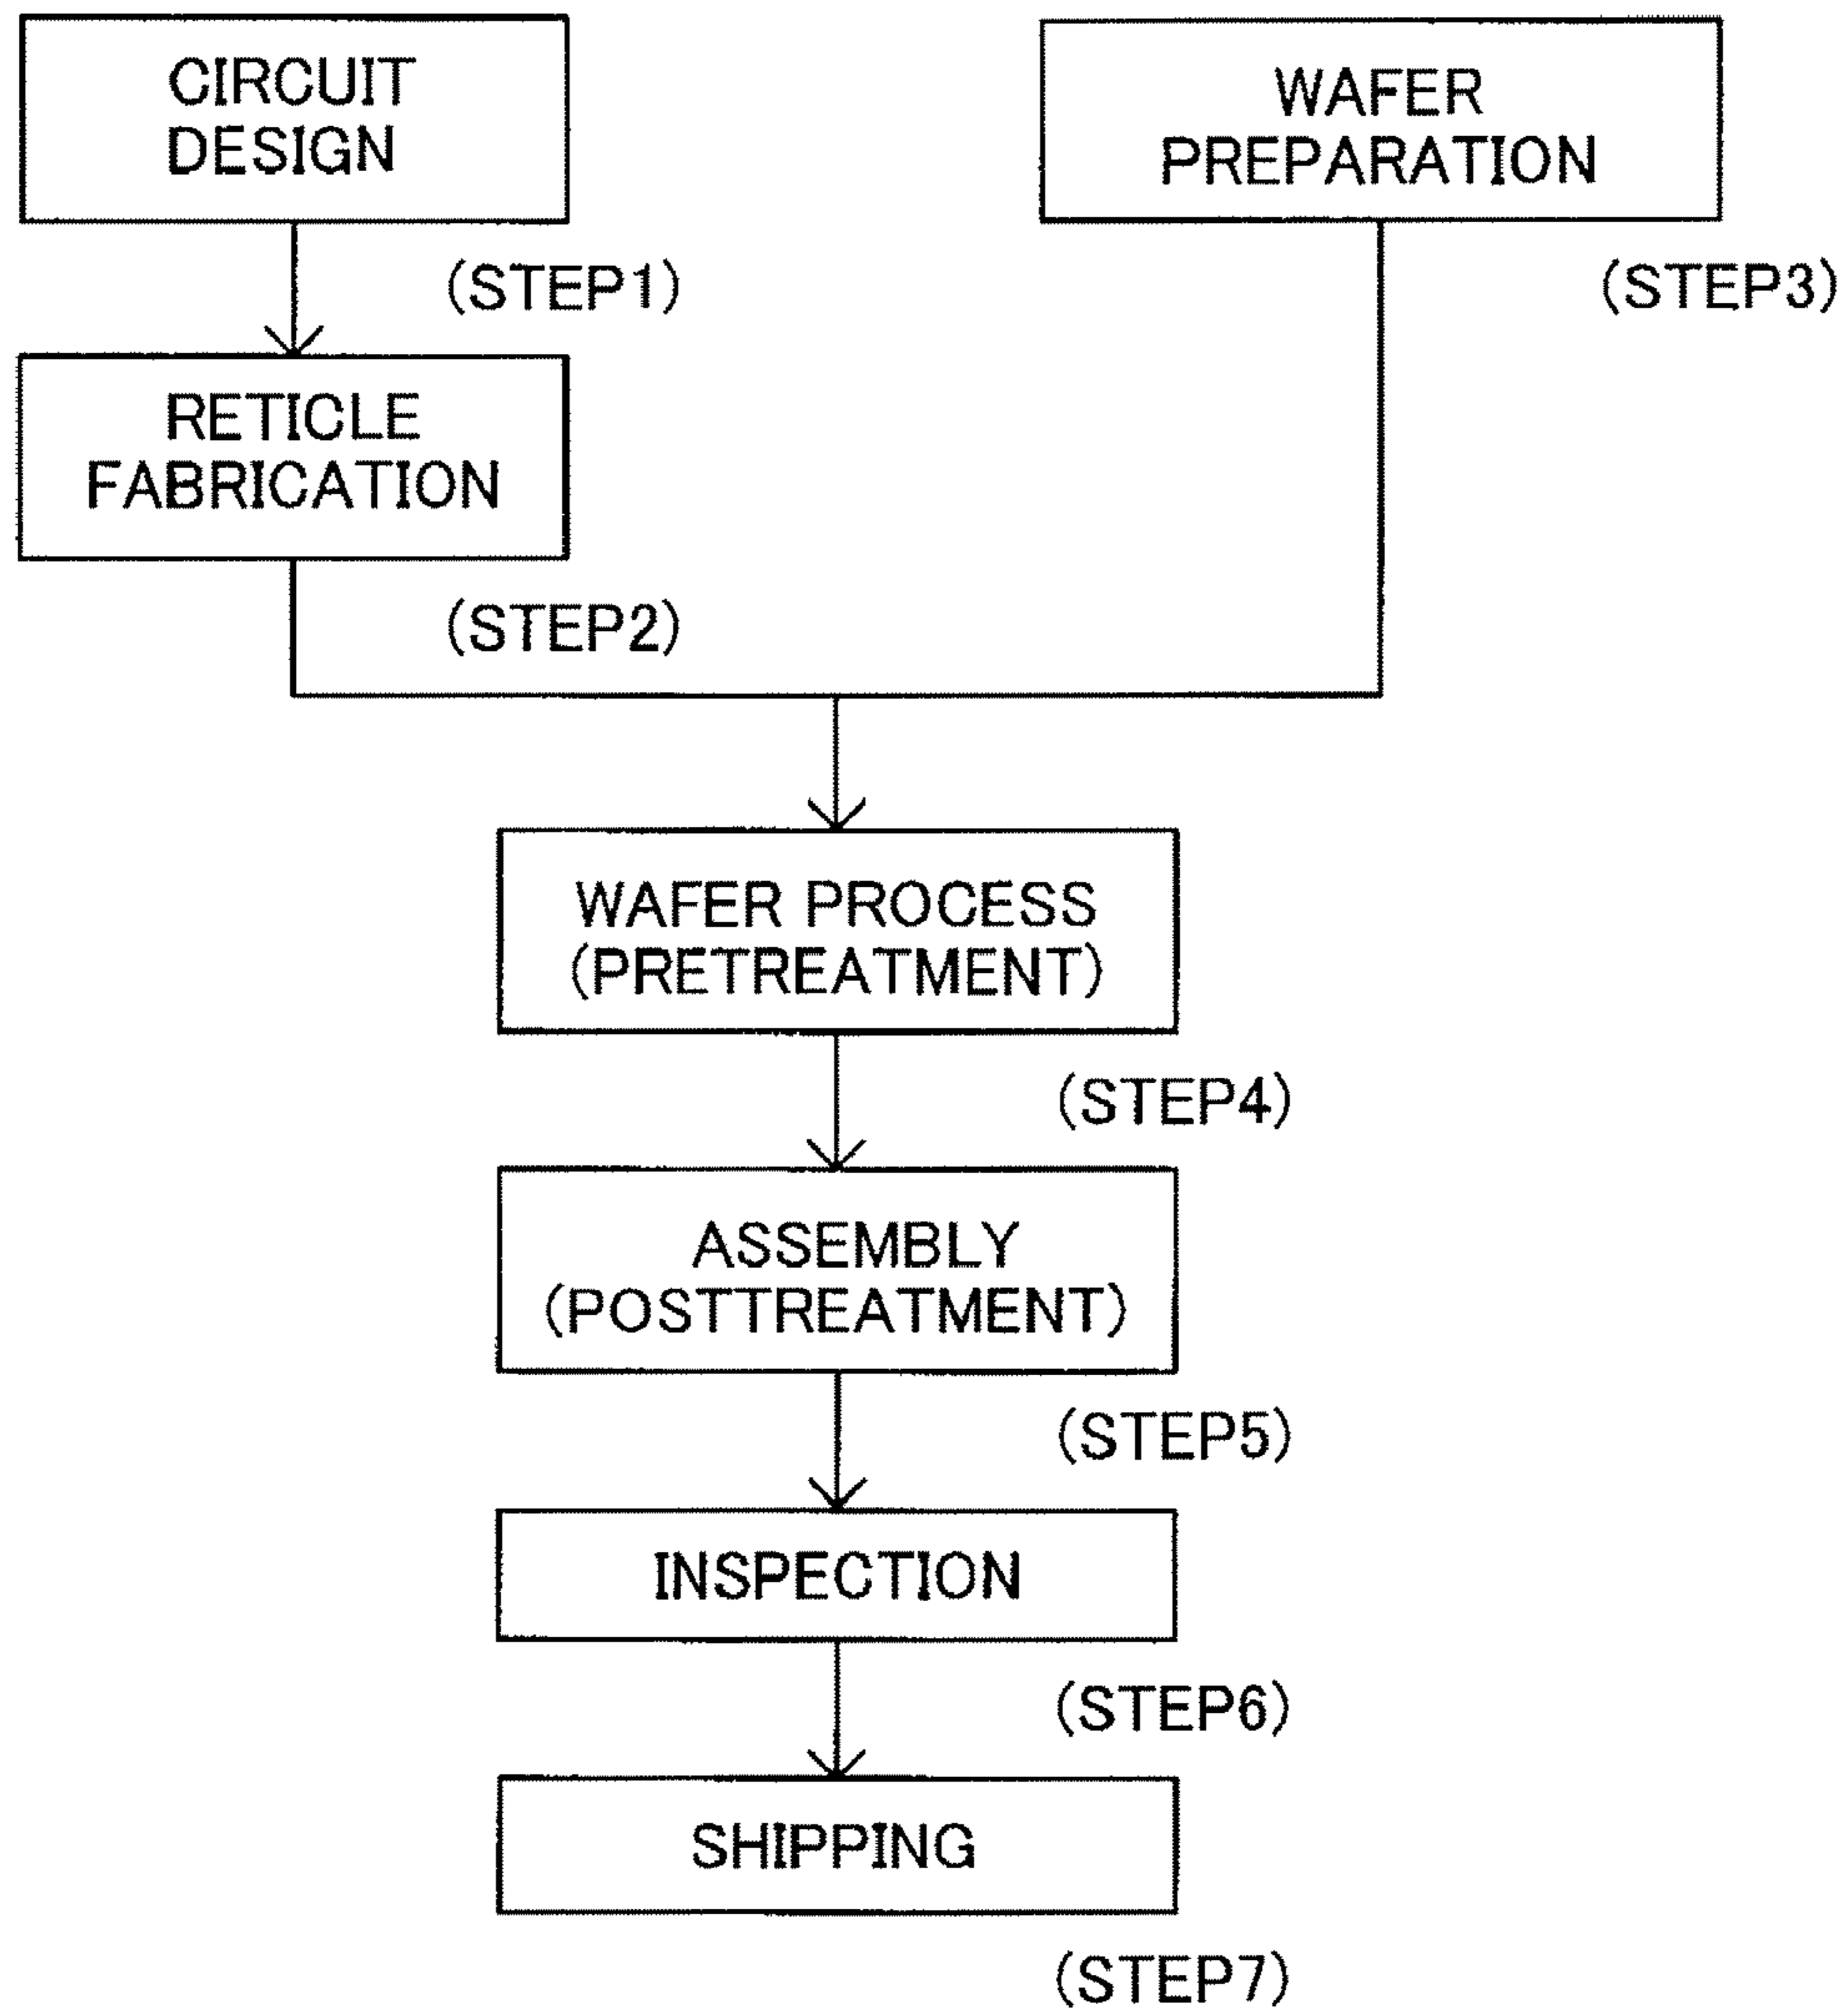 CIRCUIT
DESIGN
(STEP1)
RETICLE
FABRICATION
(STEP2)
WAFER
PREPARATION
(STEP3)
WAFER PROCESS
(PRETREATMENT)
(STEP4)
ASSEMBLY
(POSTTREATMENT)
(STEP5)
INSPECTION
(STEP6)
SHIPPING
(STEP7)